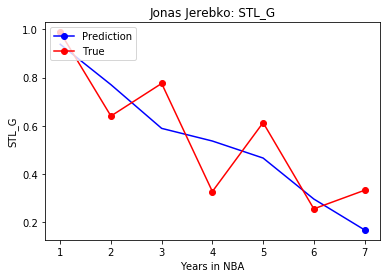 Jonas Jerebko: STL_G
Prediction
True
1.0
0.8
0.6
0.4
0.2
STL_G
1 2 3 4 5 6 7
Years in NBA